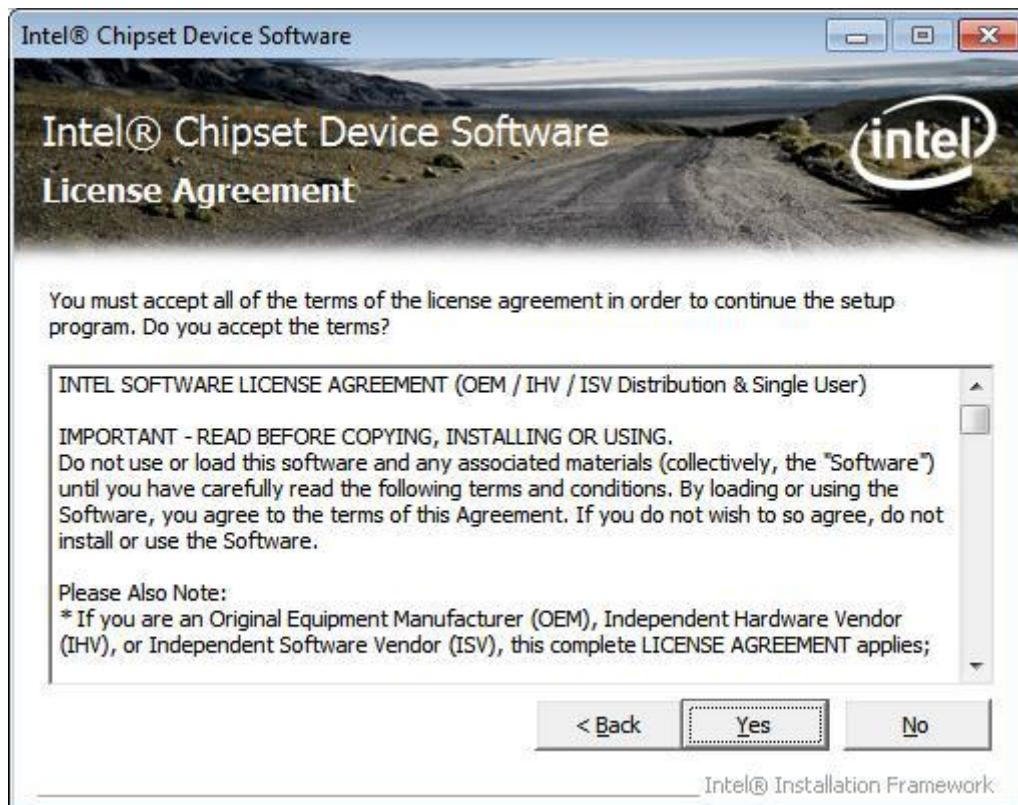 Intel® Chipset Device Software
Intel® Chipset Device Software
intel
License Agreement
You must accept all of the terms of the license agreement in order to continue the setup
program. Do you accept the terms?
INTEL SOFTWARE LICENSE AGREEMENT (OEM / IHV / ISV Distribution & Single User)
IMPORTANT - READ BEFORE COPYING, INSTALLING OR USING.
Do not use or load this software and any associated materials (collectively, the "Software")
until you have carefully read the following terms and conditions. By loading or using the
Software, you agree to the terms of this Agreement. If you do not wish to so agree, do not
install or use the Software.
Please Also Note:
* If you are an Original Equipment Manufacturer (OEM), Independent Hardware Vendor
(IHV), or Independent Software Vendor (ISV), this complete LICENSE AGREEMENT applies;
< Back Yes No
Intel® Installation Framework